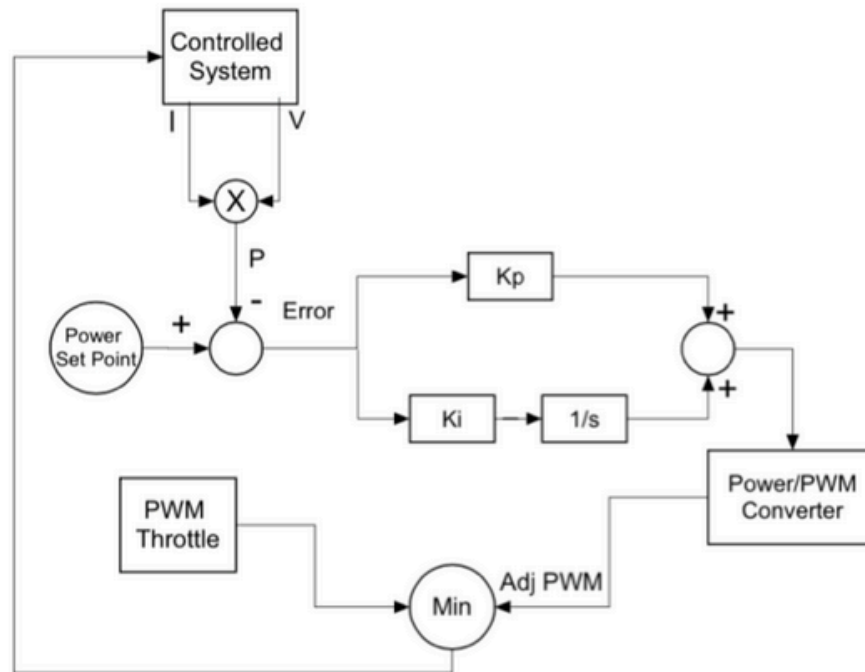 Controlled
System
I
V
X
P
-
Error
Kp
+
Power
Set Point
+
+
Ki
1/s
PWM
Throttle
Power/PWM
Converter
Adj PWM
Min